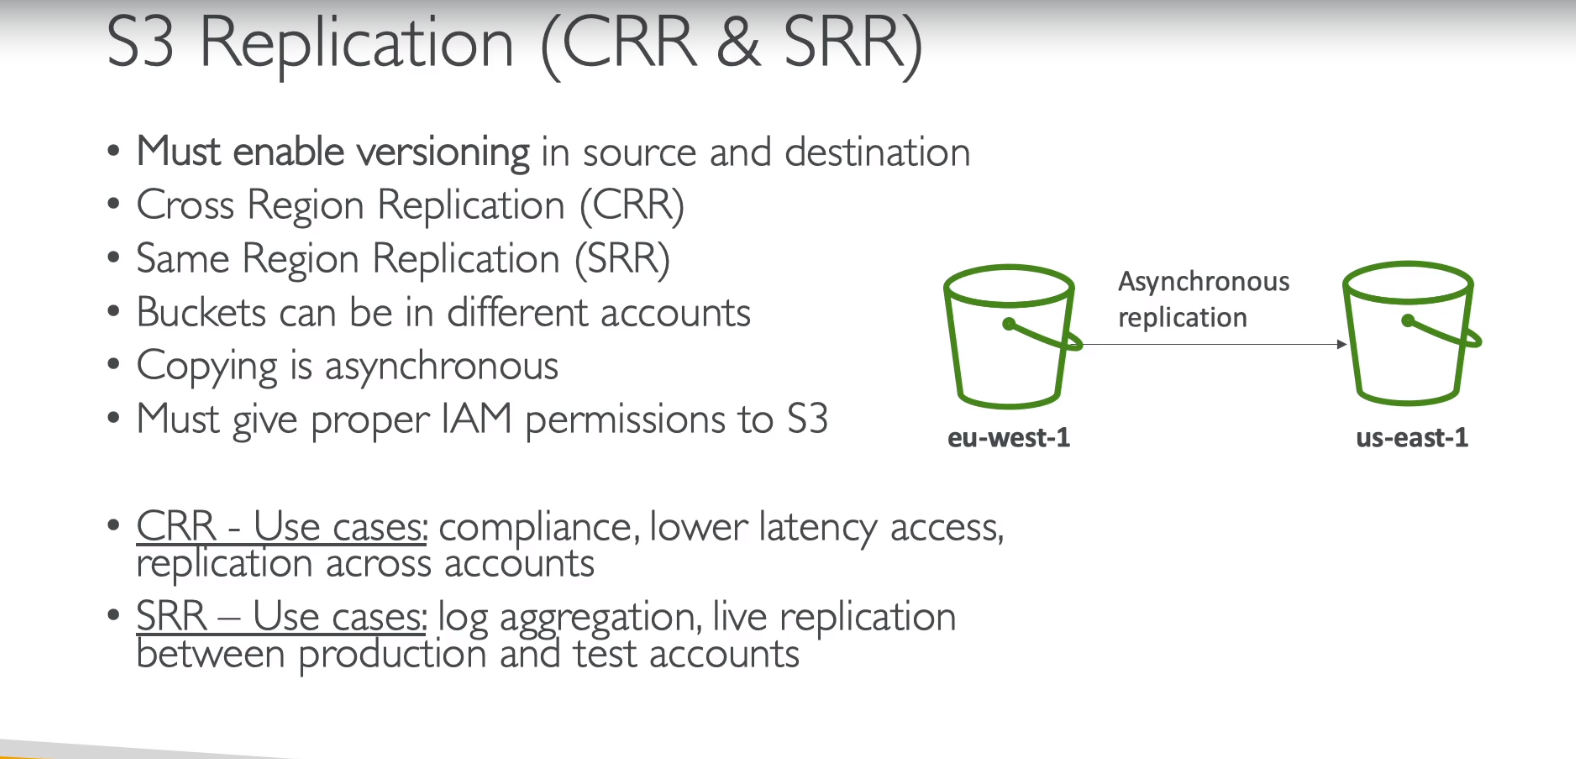 S3 Replication (CRR & SRR)
• Must enable versioning in source and destination
• Cross Region Replication (CRR)
• Same Region Replication (SRR)
• Buckets can be in different accounts
• Copying is asynchronous
• Must give proper IAM permissions to S3
• CRR - Use cases: compliance, lower latency access,
replication across accounts
• SRR – Use cases: log aggregation, live replication
between production and test accounts
Asynchronous
replication
eu-west-1
us-east-1